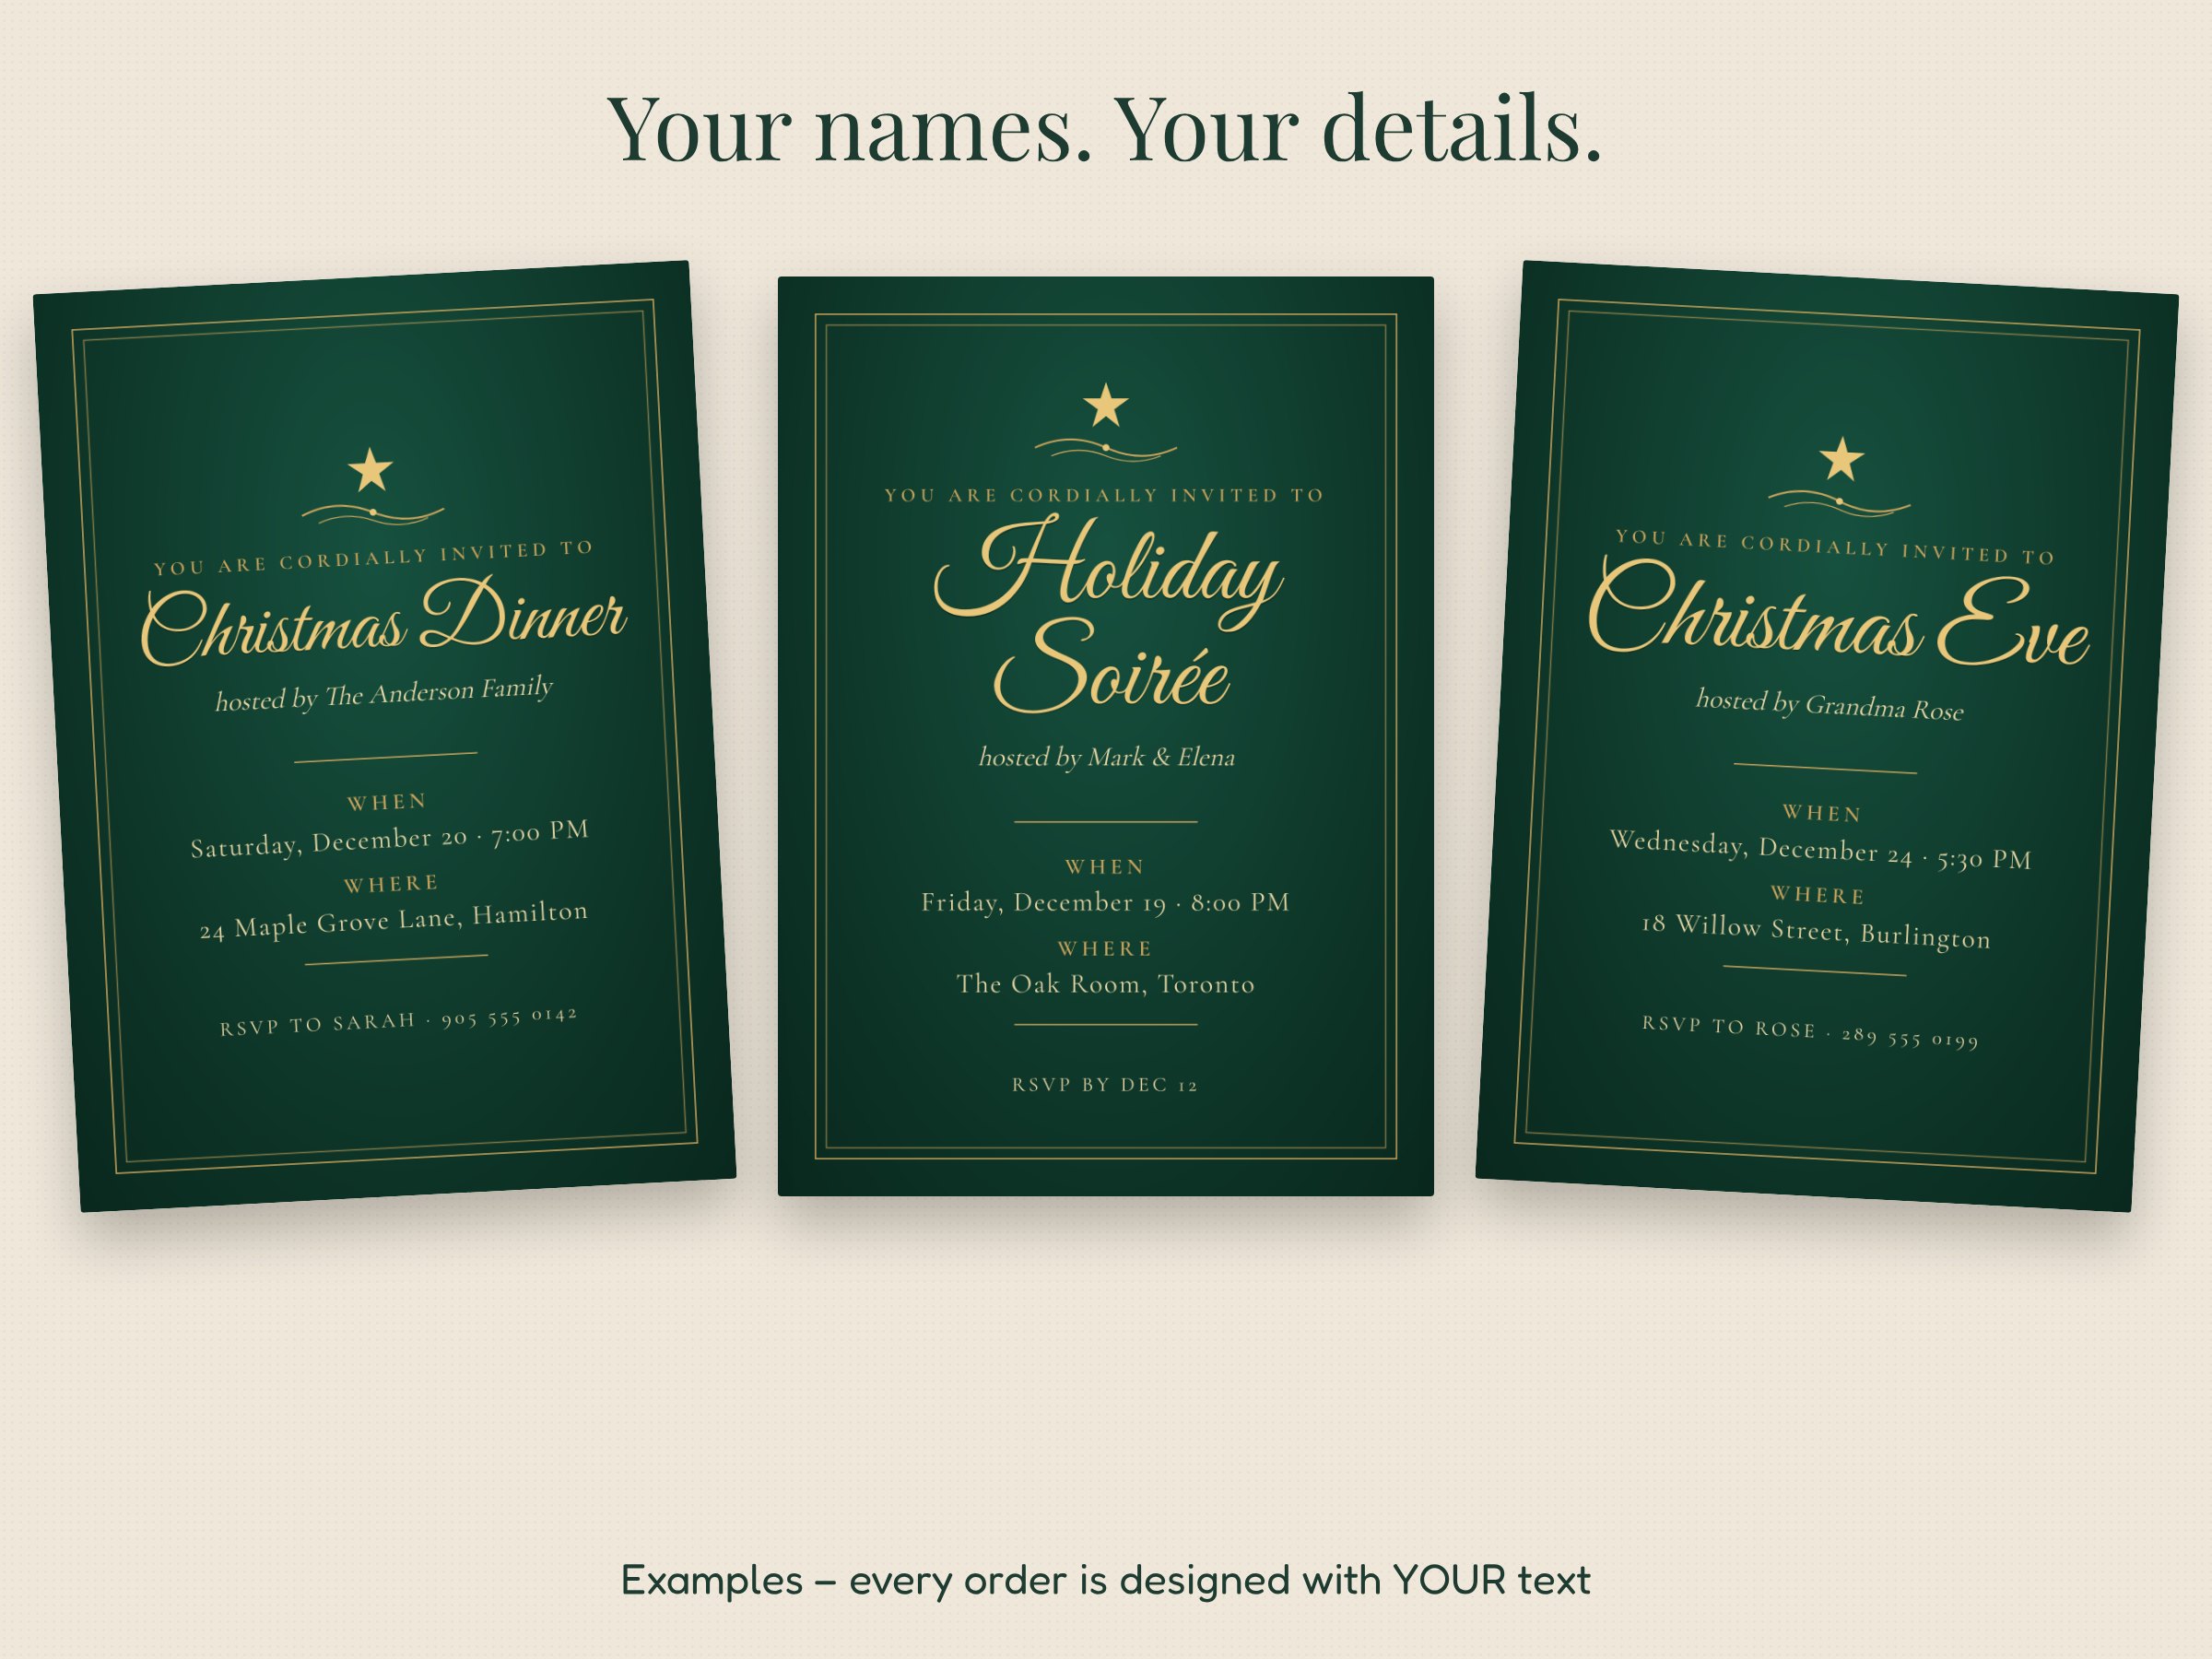 Your names. Your details.
YOU ARE CORDIALLY INVITED TO
Christmas Dinner
hosted by The Anderson Family
WHEN
Saturday, December 20 · 7:00 PM
WHERE
24 Maple Grove Lane, Hamilton
RSVP TO SARAH · 905 555 0142
YOU ARE CORDIALLY INVITED TO
Holiday
Soirée
hosted by Mark & Elena
WHEN
Friday, December 19 · 8:00 PM
WHERE
The Oak Room, Toronto
RSVP BY DEC 12
YOU ARE CORDIALLY INVITED TO
Christmas Eve
hosted by Grandma Rose
WHEN
Wednesday, December 24 · 5:30 PM
WHERE
18 Willow Street, Burlington
RSVP TO ROSE · 289 555 0199
Examples – every order is designed with YOUR text